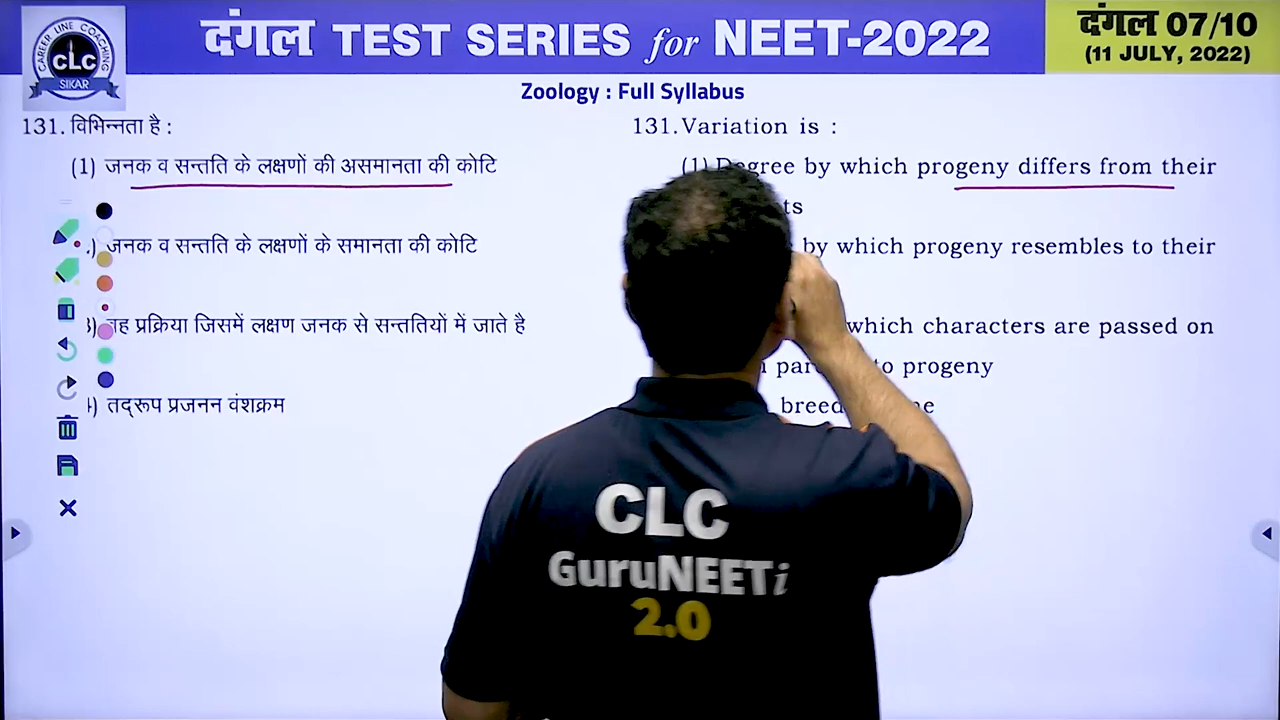 CAREER LINE COACHING
CLC
SIKAR
दंगल TEST SERIES for NEET-2022
दंगल 07/10
(11 JULY, 2022)
Zoology : Full Syllabus
131. विभिन्नता है :
(1) जनक व सन्तति के लक्षणों की असमानता की कोटि
जनक व सन्तति के लक्षणों के समानता की कोटि
वह प्रक्रिया जिसमें लक्षण जनक से सन्ततियों में जाते है
तद्रूप प्रजनन वंशक्रम
131. Variation is :
(1) Degree by which progeny differs from their
by which progeny resembles to their
which characters are passed on
to progeny
CLC
GuruNEETi
2.0